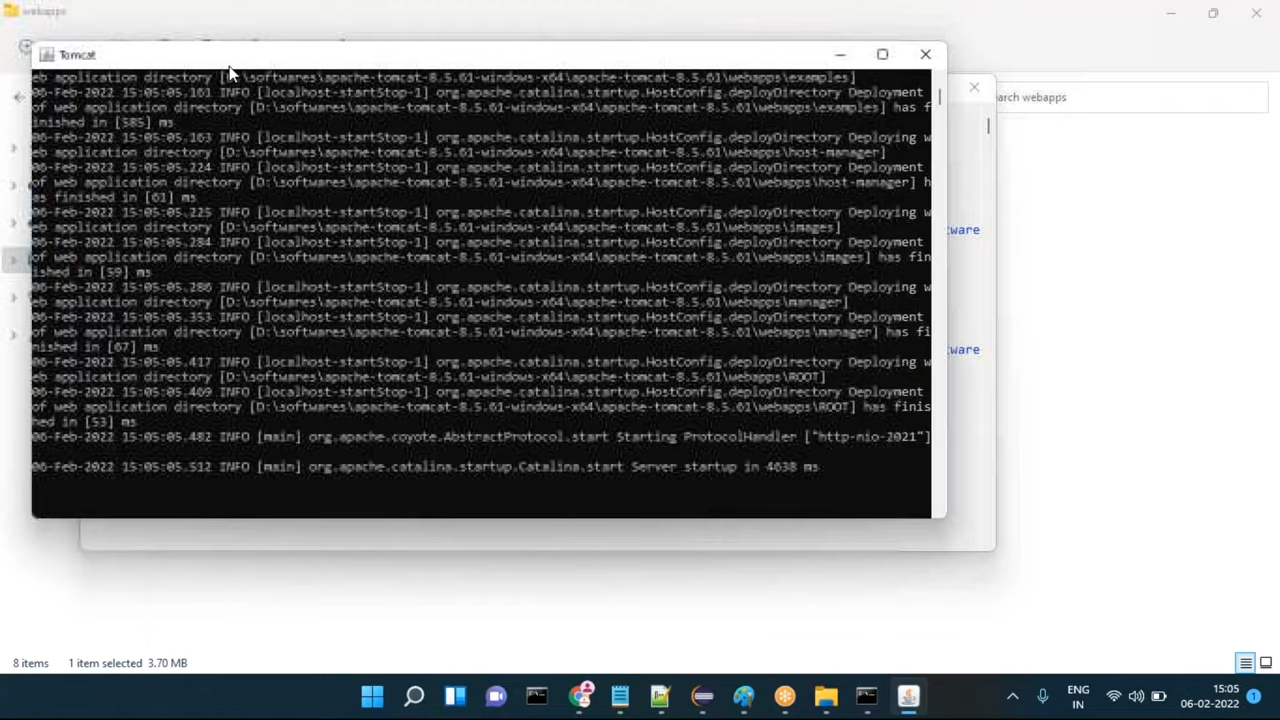 webapps
Tomcat
eb application directory [D:\softwares\apache-tomcat-8.5.61-windows-x64\apache-tomcat-8.5.61\webapps\examples]
06-Feb-2022 15:05:05.161 INFO [localhost-startStop-1] org.apache.catalina.startup.HostConfig.deployDirectory Deployment
of web application directory [D:\softwares\apache-tomcat-8.5.61-windows-x64\apache-tomcat-8.5.61\webapps\examples] has f
inished in [585] ms
06-Feb-2022 15:05:05.163 INFO [localhost-startStop-1] org.apache.catalina.startup.HostConfig.deployDirectory Deploying w
eb application directory [D:\softwares\apache-tomcat-8.5.61-windows-x64\apache-tomcat-8.5.61\webapps\host-manager]
06-Feb-2022 15:05:05.224 INFO [localhost-startStop-1] org.apache.catalina.startup.HostConfig.deployDirectory Deployment
of web application directory [D:\softwares\apache-tomcat-8.5.61-windows-x64\apache-tomcat-8.5.61\webapps\host-manager] h
as finished in [61] ms
06-Feb-2022 15:05:05.225 INFO [localhost-startStop-1] org.apache.catalina.startup.HostConfig.deployDirectory Deploying w
eb application directory [D:\softwares\apache-tomcat-8.5.61-windows-x64\apache-tomcat-8.5.61\webapps\images]
06-Feb-2022 15:05:05.284 INFO [localhost-startStop-1] org.apache.catalina.startup.HostConfig.deployDirectory Deployment
of web application directory [D:\softwares\apache-tomcat-8.5.61-windows-x64\apache-tomcat-8.5.61\webapps\images] has fin
ished in [59] ms
06-Feb-2022 15:05:05.286 INFO [localhost-startStop-1] org.apache.catalina.startup.HostConfig.deployDirectory Deploying w
eb application directory [D:\softwares\apache-tomcat-8.5.61-windows-x64\apache-tomcat-8.5.61\webapps\manager]
06-Feb-2022 15:05:05.353 INFO [localhost-startStop-1] org.apache.catalina.startup.HostConfig.deployDirectory Deployment
of web application directory [D:\softwares\apache-tomcat-8.5.61-windows-x64\apache-tomcat-8.5.61\webapps\manager] has fi
nished in [67] ms
06-Feb-2022 15:05:05.417 INFO [localhost-startStop-1] org.apache.catalina.startup.HostConfig.deployDirectory Deploying w
eb application directory [D:\softwares\apache-tomcat-8.5.61-windows-x64\apache-tomcat-8.5.61\webapps\ROOT]
06-Feb-2022 15:05:05.469 INFO [localhost-startStop-1] org.apache.catalina.startup.HostConfig.deployDirectory Deployment
of web application directory [D:\softwares\apache-tomcat-8.5.61-windows-x64\apache-tomcat-8.5.61\webapps\ROOT] has finis
hed in [53] ms
06-Feb-2022 15:05:05.482 INFO [main] org.apache.coyote.AbstractProtocol.start Starting ProtocolHandler ["http-nio-2021"]
06-Feb-2022 15:05:05.512 INFO [main] org.apache.catalina.startup.Catalina.start Server startup in 4638 ms
arch webapps
tware
tware
8 items 1 item selected 3.70 MB
ENG
IN
15:05
06-02-2022
1